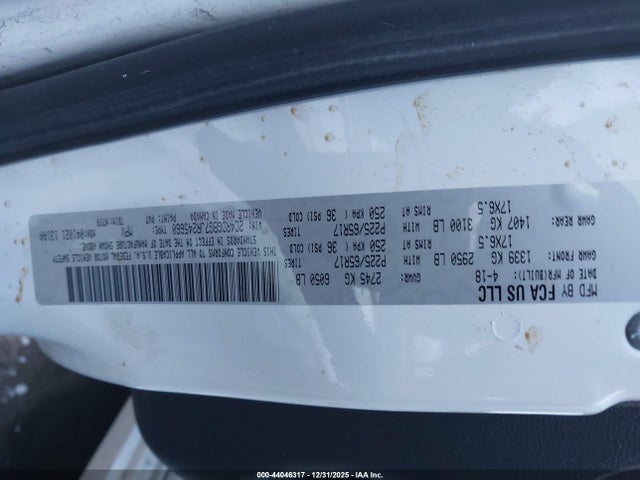 MFD BY FCA US LLC
DATE OF MFR(BUILT): 4-18
GVWR: 2745 KG 6050 LB
GAWR FRONT: 1339 KG 2950 LB TIRES P225/65R17
RIMS AT 17X6.5 250 KPA( 36 PSI) COLD
GAWR REAR: 1407 KG 3100 LB TIRES P225/65R17
RIMS AT 17X6.5 250 KPA( 36 PSI) COLD
THIS VEHICLE CONFORMS TO ALL APPLICABLE U.S.A. FEDERAL MOTOR VEHICLE SAFETY
STANDARDS IN EFFECT ON THE DATE OF MANUFACTURE SHOWN ABOVE.
VIN: TYPE: MPV
VEHICLE MADE IN CANADA PAINT: PW7
000-44046317 - 12/31/2025 - IAA Inc.